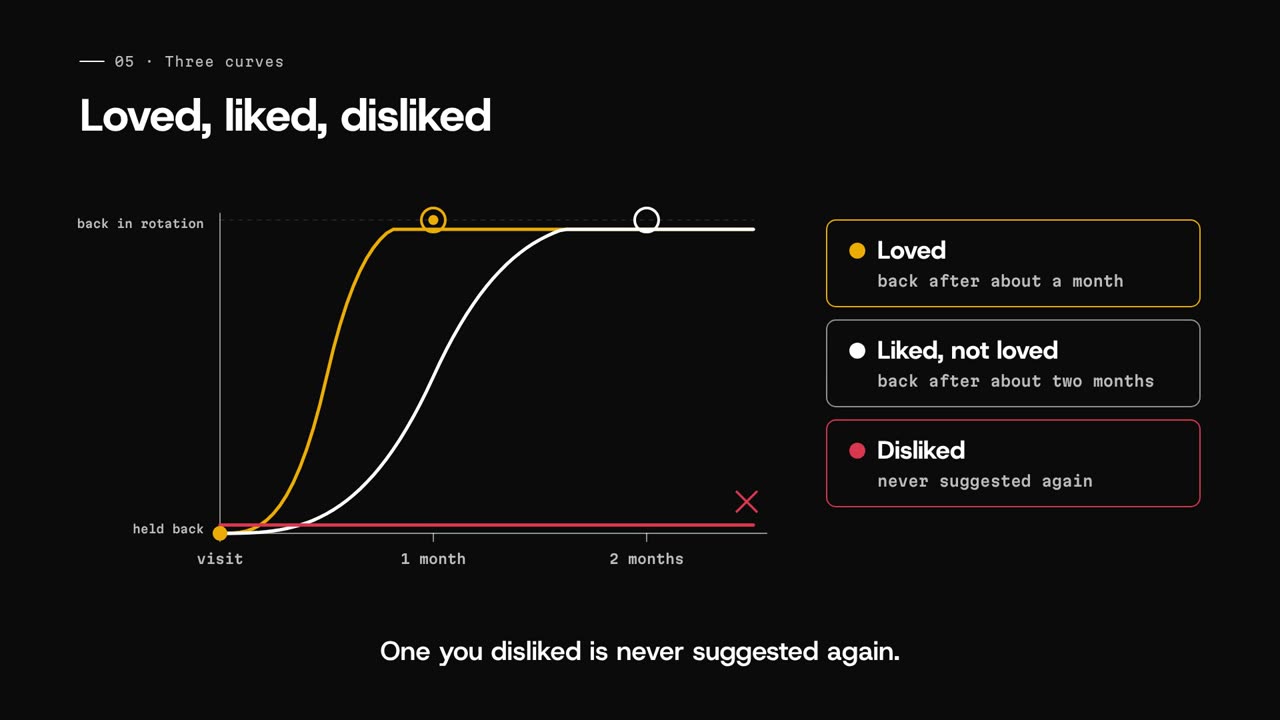 05 · Three curves
Loved, liked, disliked
back in rotation
held back
visit
1 month
2 months
Loved
back after about a month
Liked, not loved
back after about two months
Disliked
never suggested again
One you disliked is never suggested again.